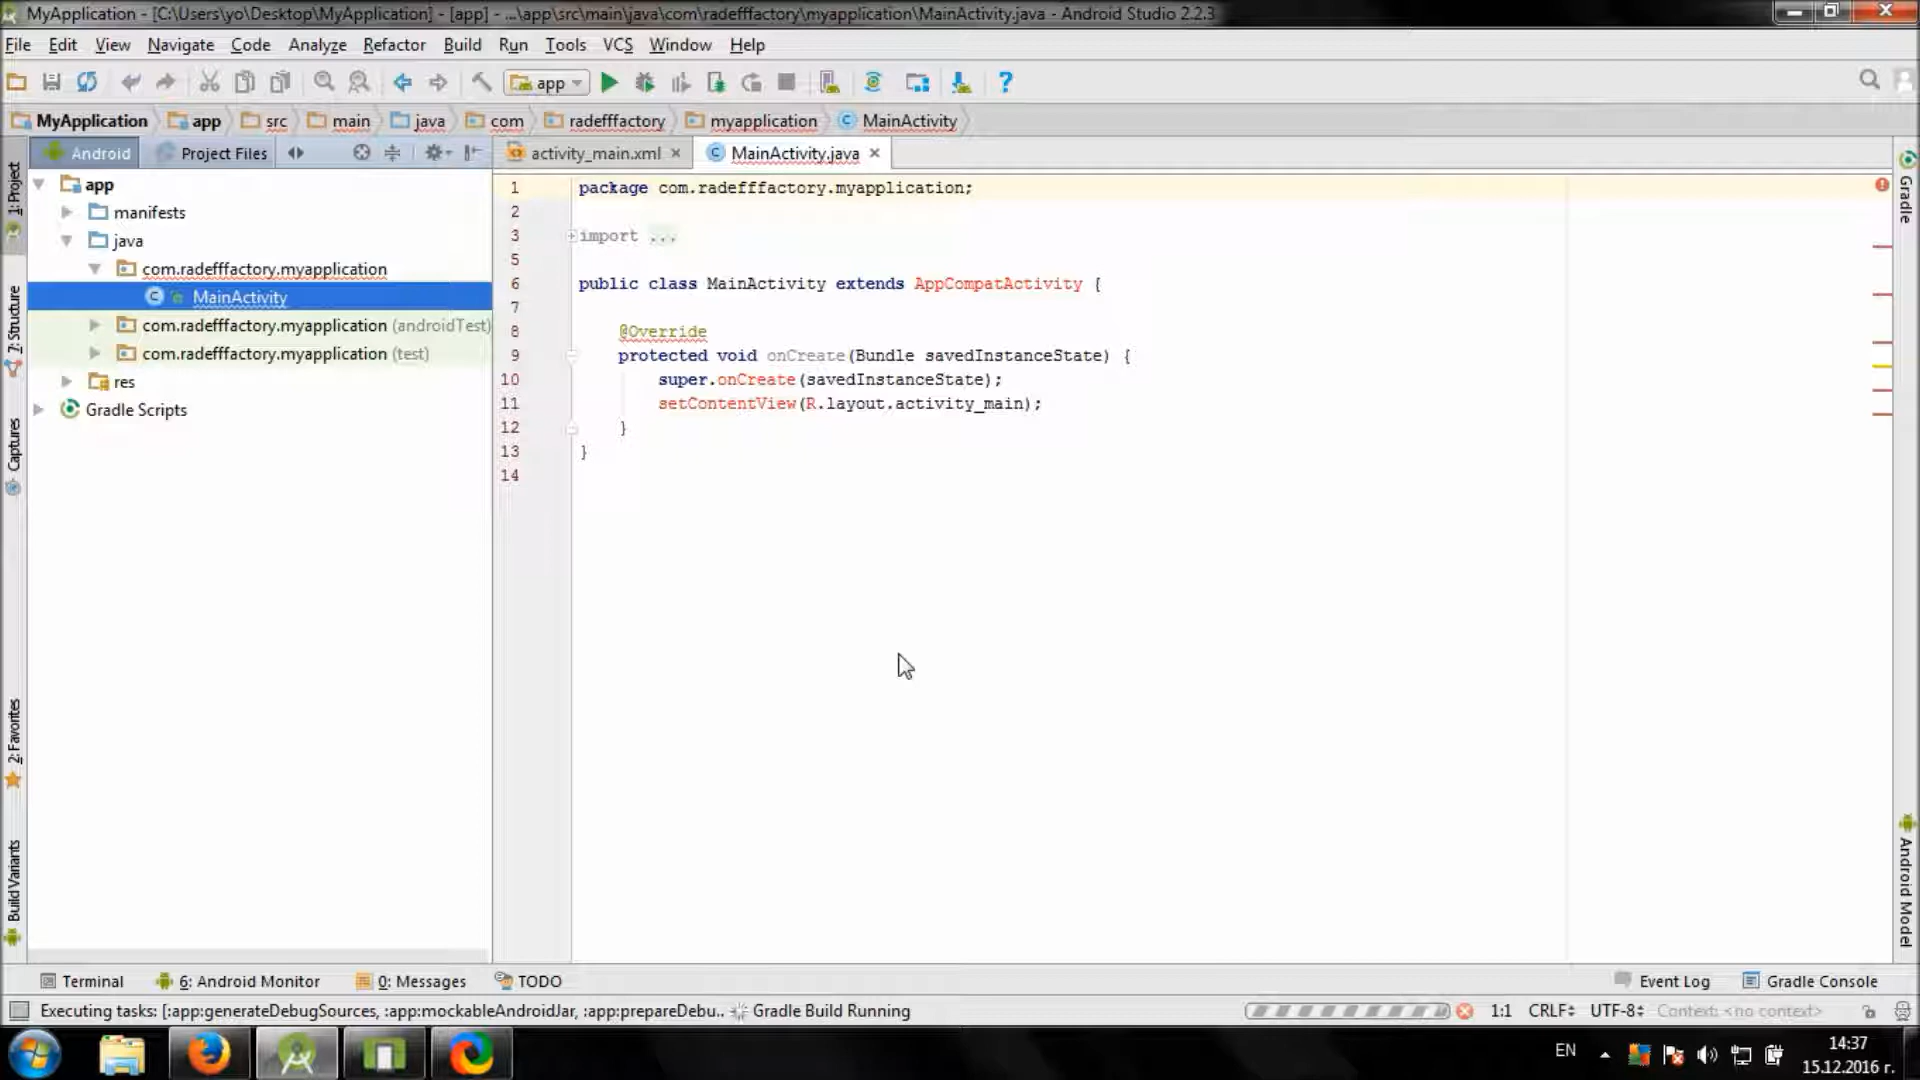 MyApplication - [C:\Users\yo\Desktop\MyApplication] - [app] - ...\app\src\main\java\com\radefffactory\myapplication\MainActivity.java - Android Studio 2.2.3
File Edit View Navigate Code Analyze Refactor Build Run Tools VCS Window Help
app
MyApplication app src main java com radefffactory myapplication MainActivity
Android Project Files activity_main.xml MainActivity.java
1: Project
7: Structure
Captures
2: Favorites
Build Variants
app
manifests
java
com.radefffactory.myapplication
MainActivity
com.radefffactory.myapplication (androidTest)
com.radefffactory.myapplication (test)
res
Gradle Scripts
1 package com.radefffactory.myapplication;
2
3 import ...
5
6 public class MainActivity extends AppCompatActivity {
7
8 @Override
9 protected void onCreate(Bundle savedInstanceState) {
10 super.onCreate(savedInstanceState);
11 setContentView(R.layout.activity_main);
12 }
13 }
14
Gradle
Android Model
Terminal 6: Android Monitor 0: Messages TODO Event Log Gradle Console
Executing tasks: [:app:generateDebugSources, :app:mockableAndroidJar, :app:prepareDebu.. Gradle Build Running 1:1 CRLF UTF-8 Context: <no context>
EN 14:37
15.12.2016 г.